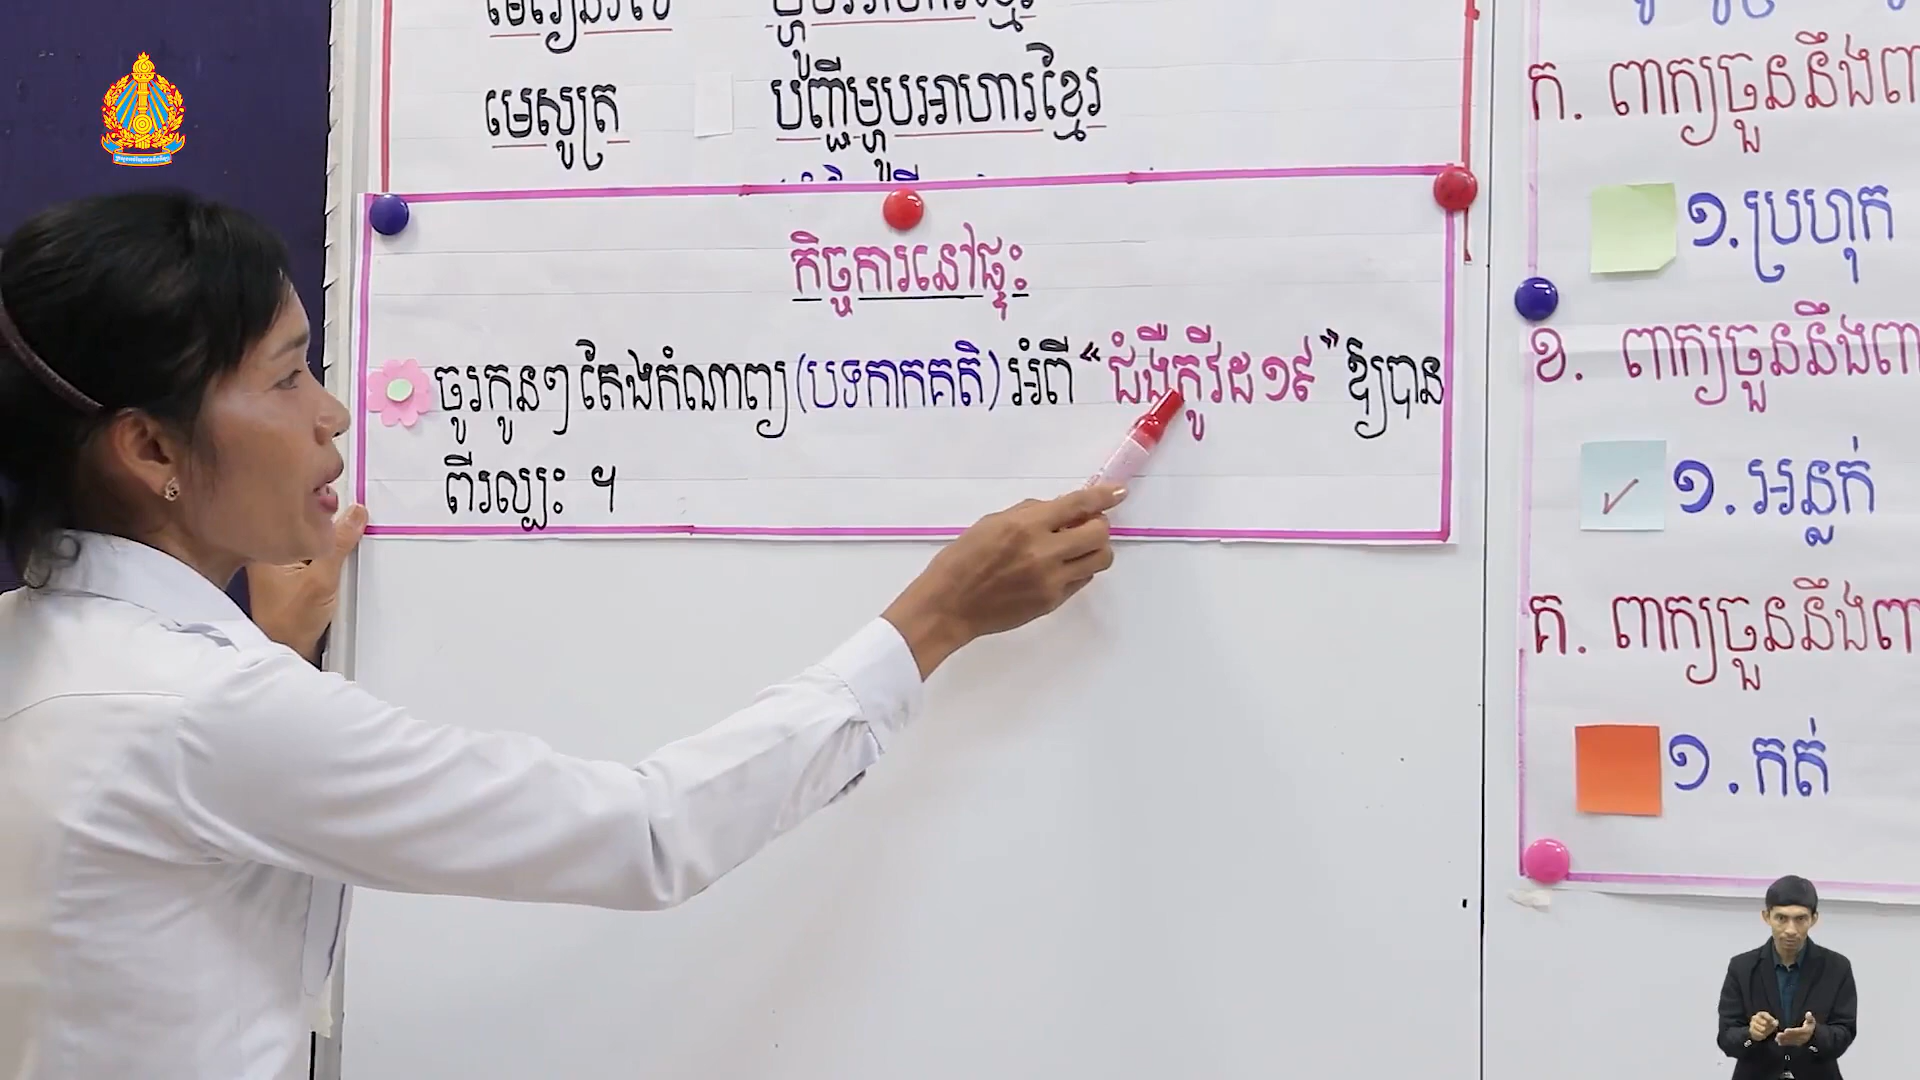 មេសូត្រ បញ្ជីម្ហូបអាហារខ្មែរ
កិច្ចការនៅផ្ទះ
ចូរកូនៗតែងកំណាព្យ(បទកាកគតិ)អំពី“ជំងឺកូវីដ១៩”ឱ្យបាន
ពីរល្បះ ។
ក. ពាក្យចួននឹងពា
១.ប្រហុក
ខ. ពាក្យចួននឹងពា
១. អន្លក់
គ. ពាក្យចួននឹងពា
១. កត់